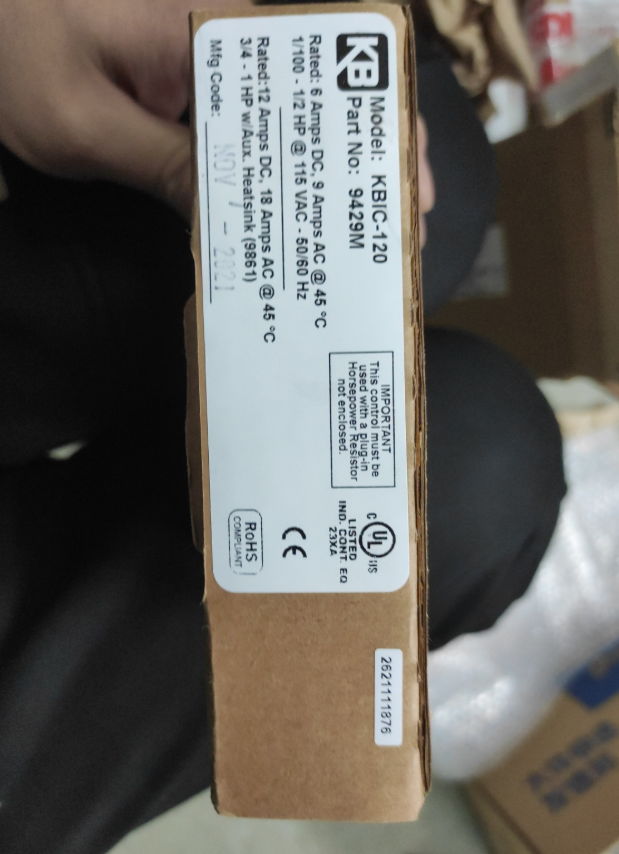 KB
Model: KBIC-120
Part No: 9429M
Rated: 6 Amps DC, 9 Amps AC @ 45 °C
1/100 - 1/2 HP @ 115 VAC - 50/60 Hz
Rated:12 Amps DC, 18 Amps AC @ 45 °C
3/4 - 1 HP w/Aux. Heatsink (9861)
Mfg Code: NOV 7 - 2021
IMPORTANT
This control must be
used with a plug-in
Horsepower Resistor
not enclosed.
C UL US
LISTED
IND. CONT. EQ
23XA
CE
RoHS
COMPLIANT
2621111876